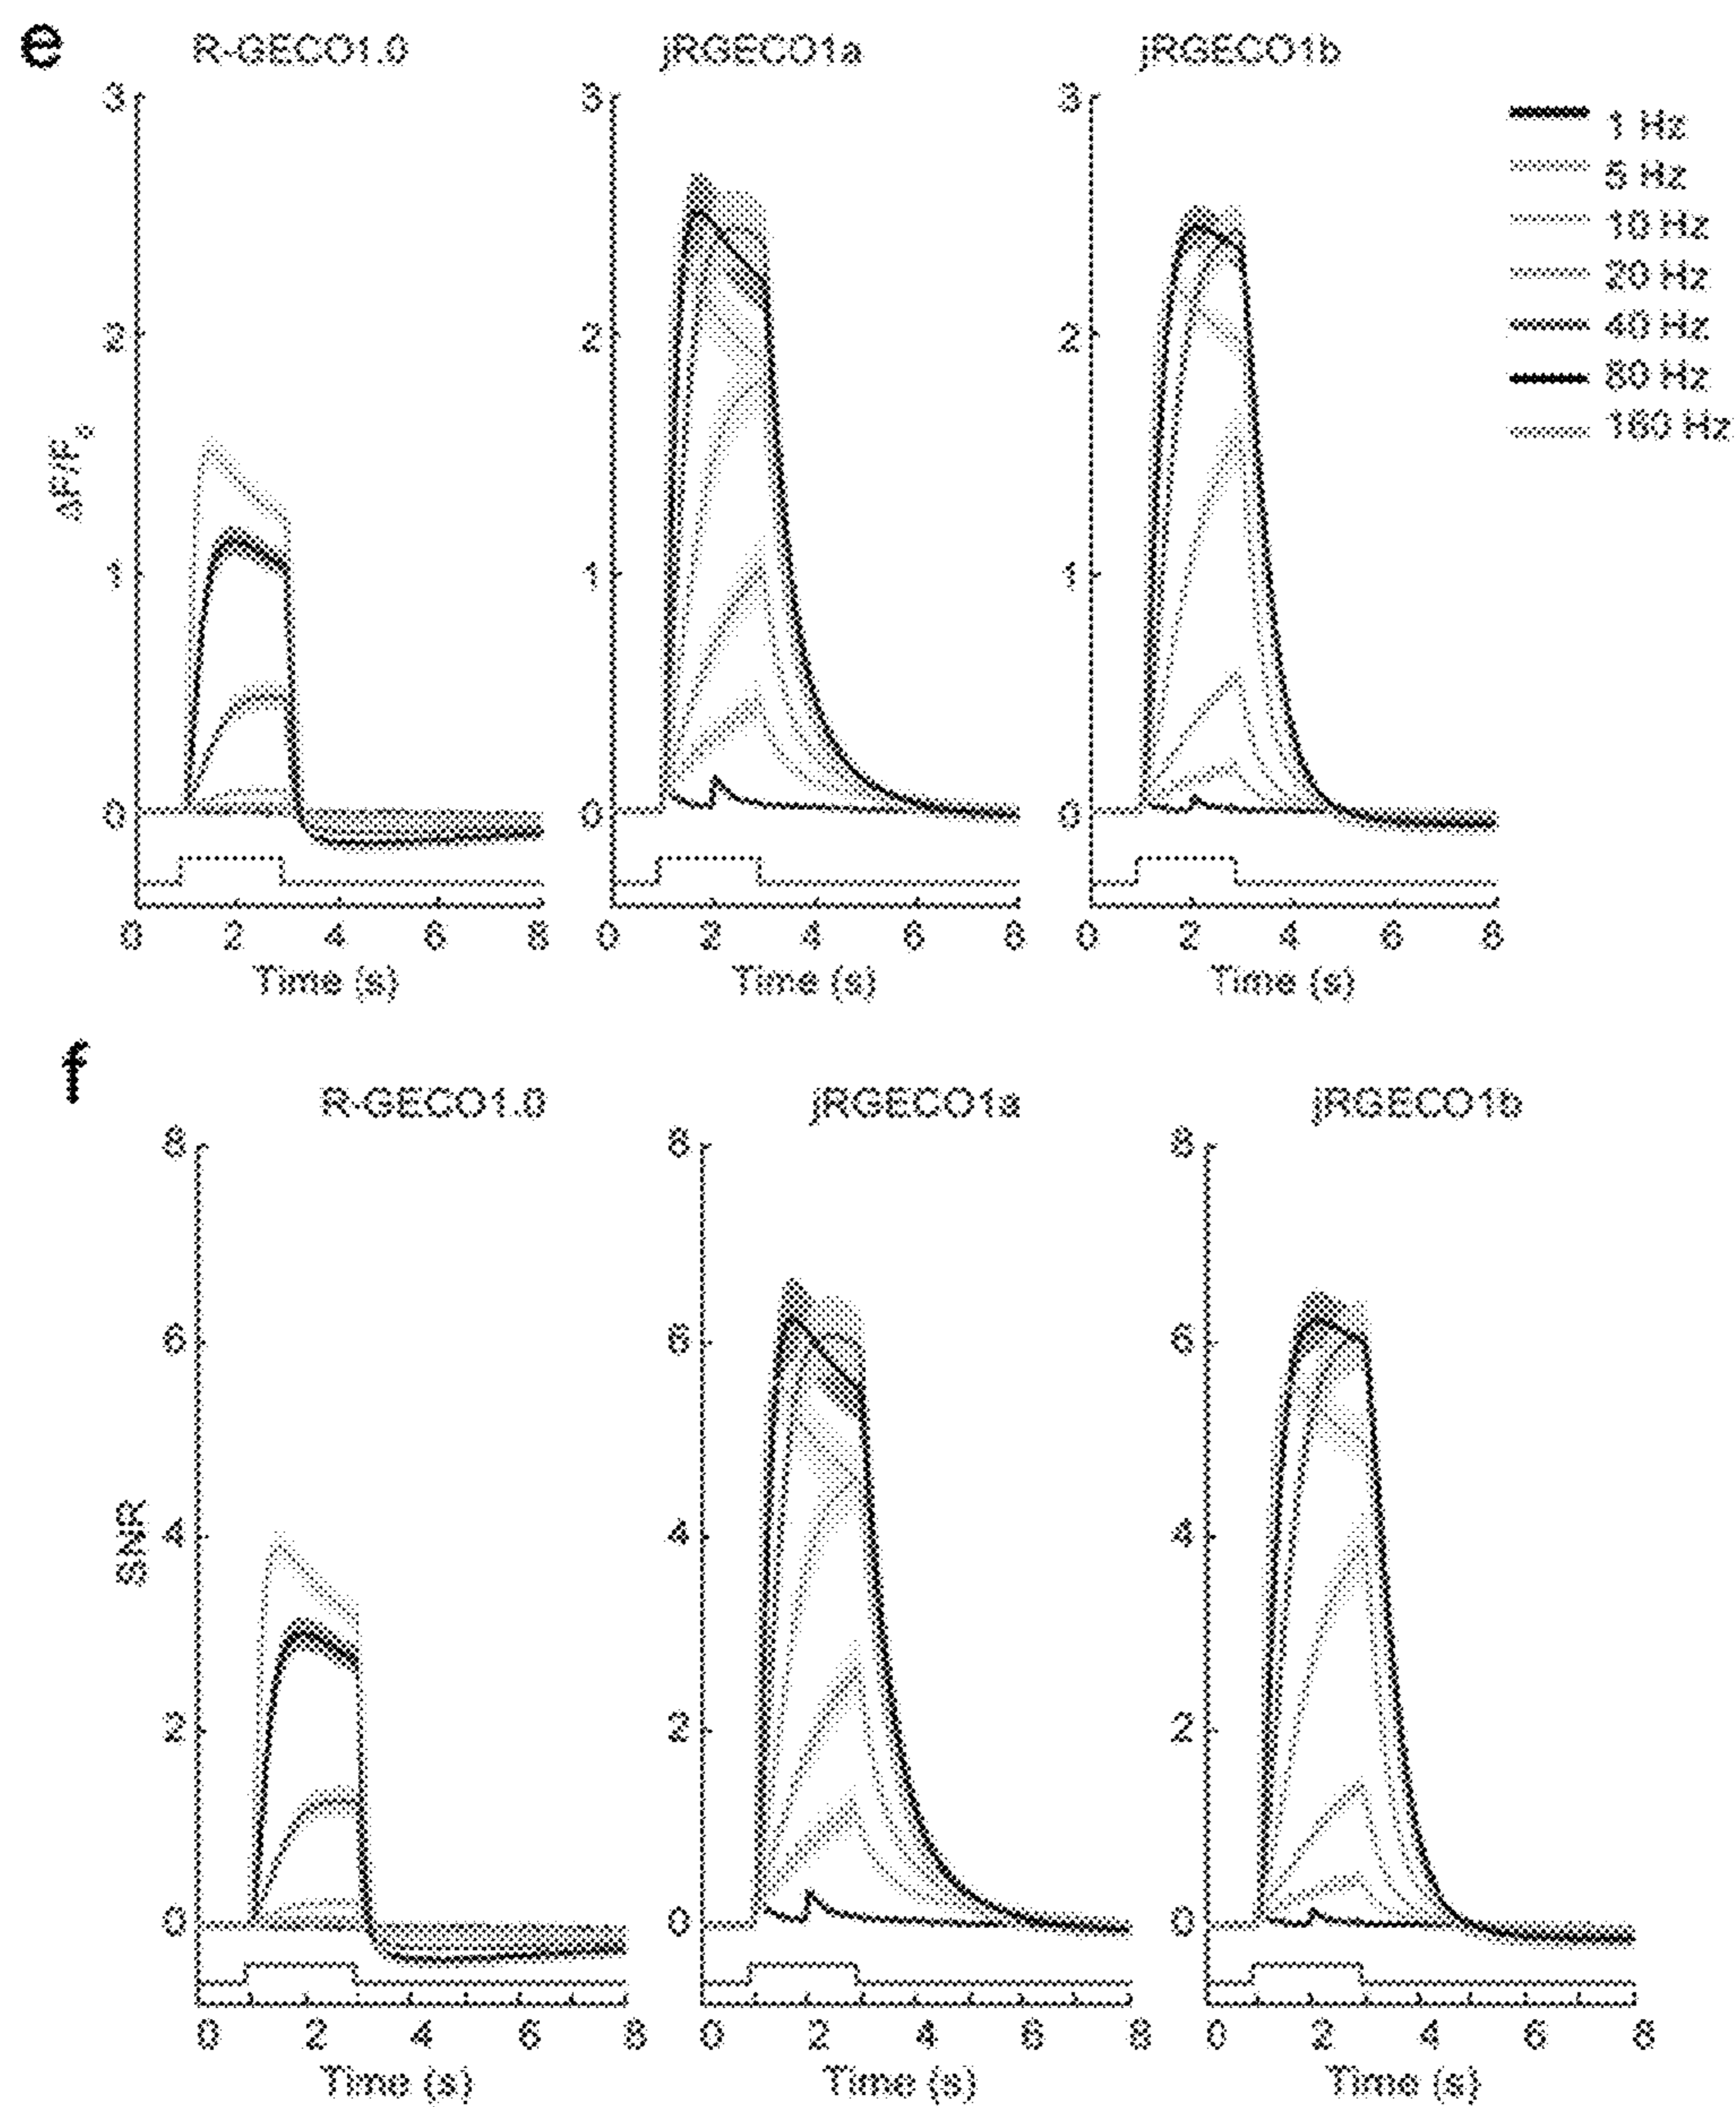 e
R-GECO1.0 jRGECO1a jRGECO1b
3 3 3
1 Hz
5 Hz
10 Hz
20 Hz
40 Hz
80 Hz
160 Hz
2 2 2
ΔF/F₀
1 1 1
0 0 0
0 2 4 6 8 0 2 4 6 8 0 2 4 6 8
Time (s) Time (s) Time (s)
f
R-GECO1.0 jRGECO1a jRGECO1b
8 8 8
6 6 6
SNR
4 4 4
2 2 2
0 0 0
0 2 4 6 8 0 2 4 6 8 0 2 4 6 8
Time (s) Time (s) Time (s)